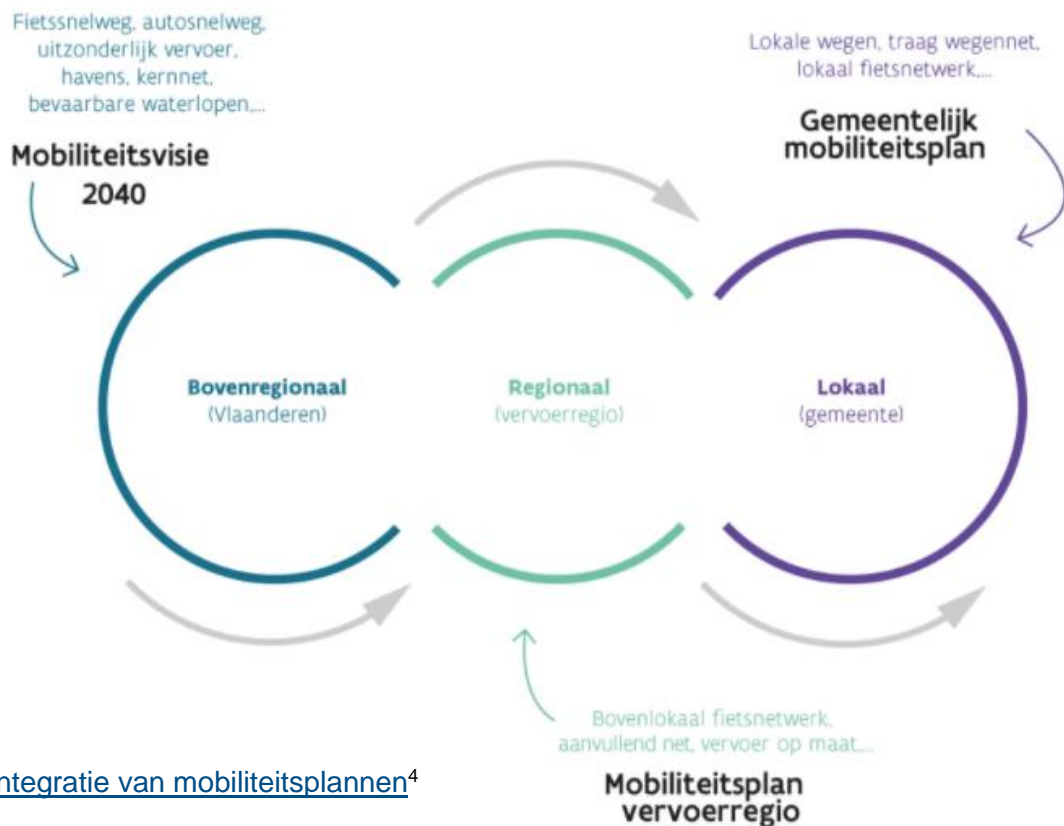 Fietssnelweg, autosnelweg,
uitzonderlijk vervoer,
havens, kernnet,
bevaarbare waterlopen,...
Mobiliteitsvisie
2040
Lokale wegen, traag wegennet,
lokaal fietsnetwerk,...
Gemeentelijk
mobiliteitsplan
Bovenregionaal
(Vlaanderen)
Regionaal
(vervoerregio)
Lokaal
(gemeente)
Bovenlokaal fietsnetwerk,
aanvullend net, vervoer op maat,...
Mobiliteitsplan
vervoerregio
ntegratie van mobiliteitsplannen4